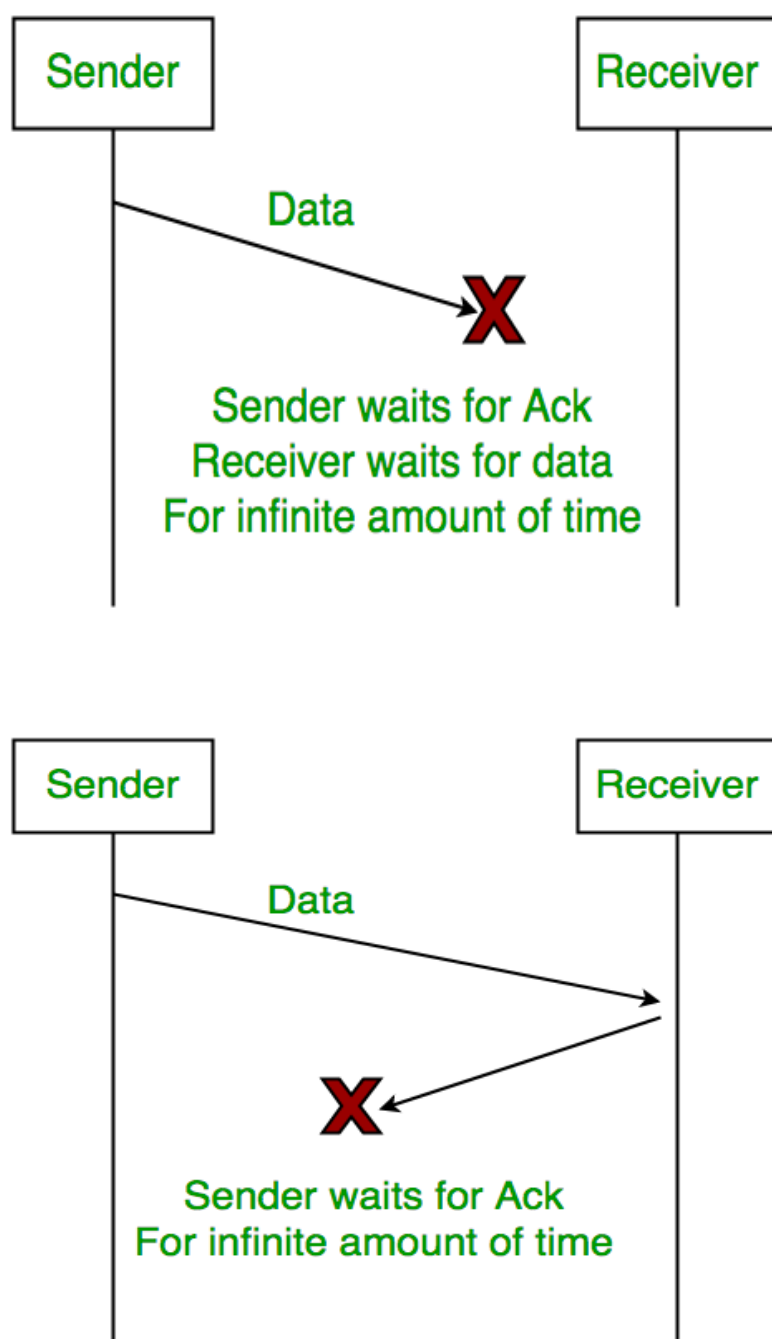 Sender
Receiver
Data
X
Sender waits for Ack
Receiver waits for data
For infinite amount of time
Sender
Receiver
Data
X
Sender waits for Ack
For infinite amount of time